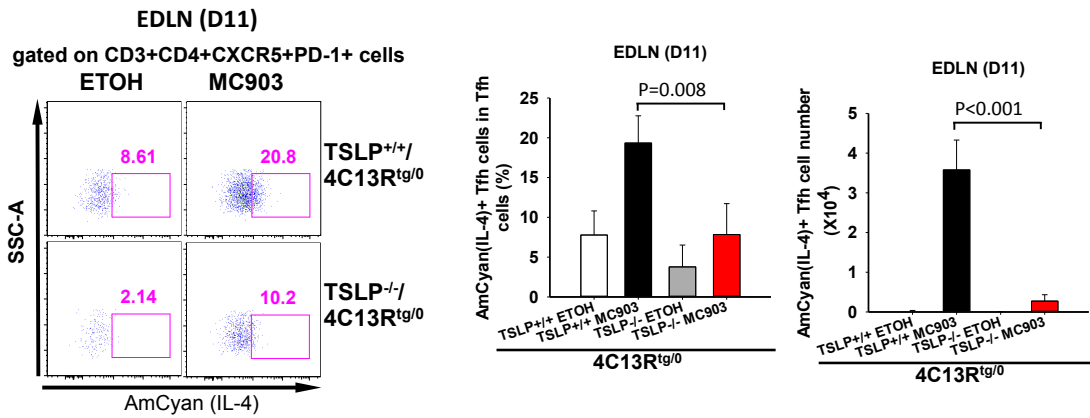 EDLN (D11)
gated on CD3+CD4+CXCR5+PD-1+ cells
ETOH MC903
8.61
20.8
TSLP+/+/
4C13Rtg/0
2.14
10.2
TSLP-/-/
4C13Rtg/0
SSC-A
AmCyan (IL-4)
EDLN (D11)
P=0.008
AmCyan(IL-4)+ Tfh cells in Tfh
cells (%)
25
20
15
10
5
0
TSLP+/+ ETOH
TSLP+/+ MC903
TSLP-/- ETOH
TSLP-/- MC903
4C13Rtg/0
EDLN (D11)
P<0.001
AmCyan(IL-4)+ Tfh cell number
(X10^4)
5
4
3
2
1
0
TSLP+/+ ETOH
TSLP+/+ MC903
TSLP-/- ETOH
TSLP-/- MC903
4C13Rtg/0